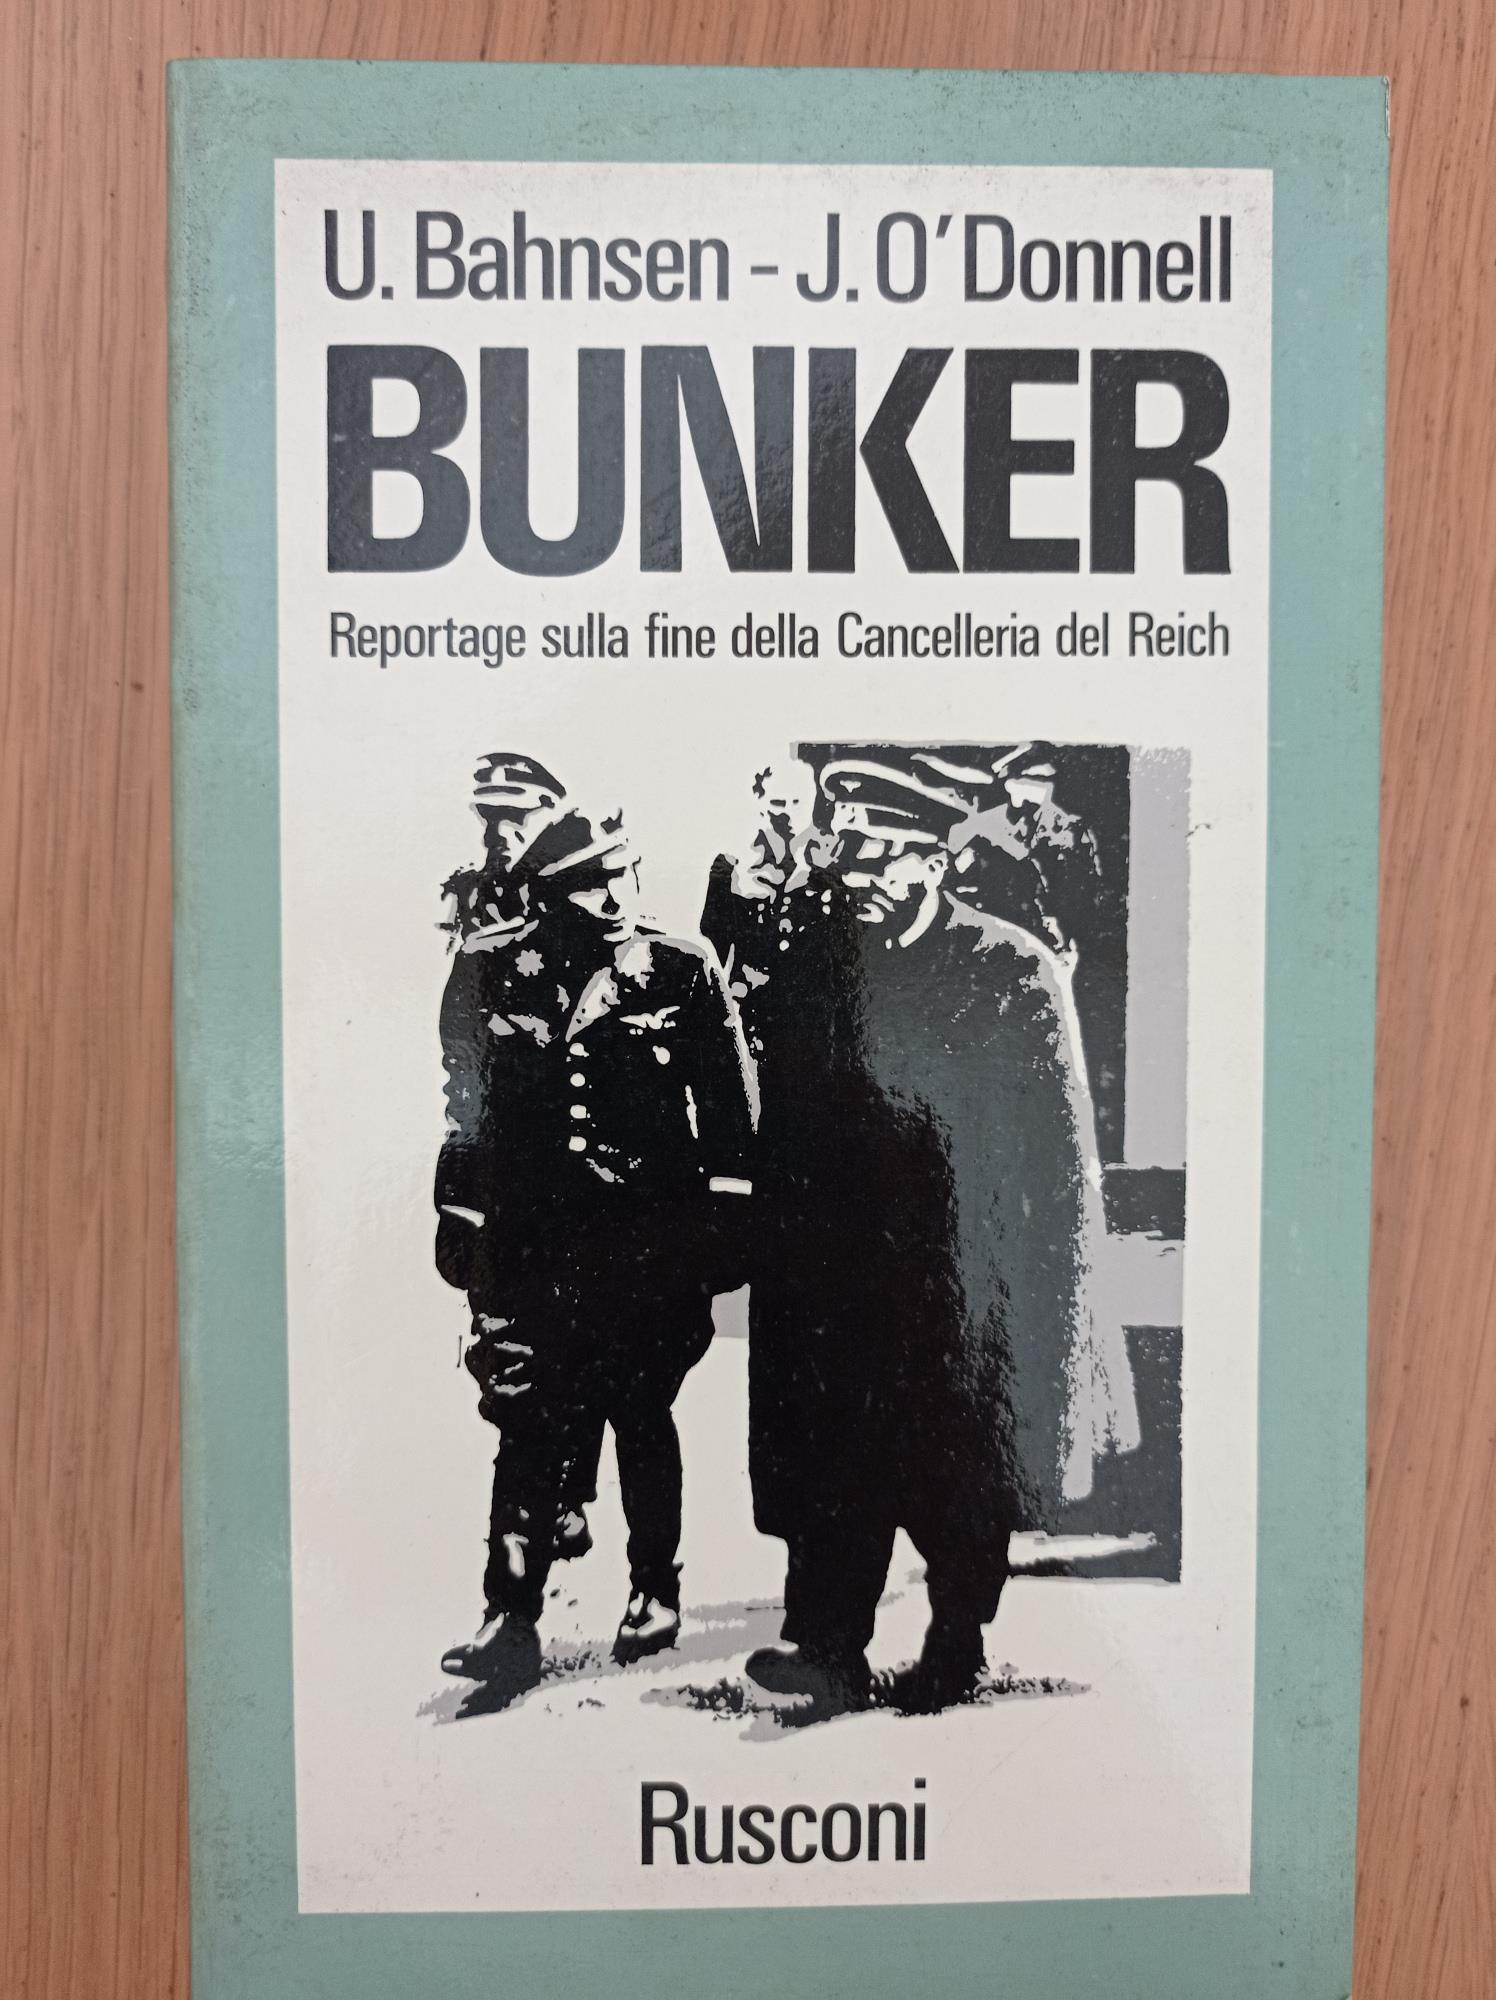 U. Bahnsen - J. O'Donnell
BUNKER
Reportage sulla fine della Cancelleria del Reich
Rusconi